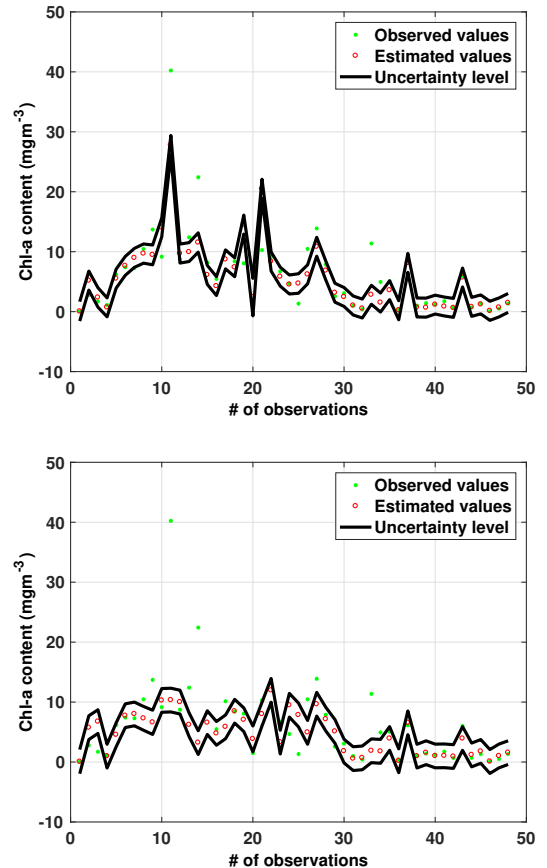 50
40
30
20
10
0
-10
Chl-a content (mgm-3)
Observed values
Estimated values
Uncertainty level
0 10 20 30 40 50
# of observations
50
40
30
20
10
0
-10
Chl-a content (mgm-3)
Observed values
Estimated values
Uncertainty level
0 10 20 30 40 50
# of observations